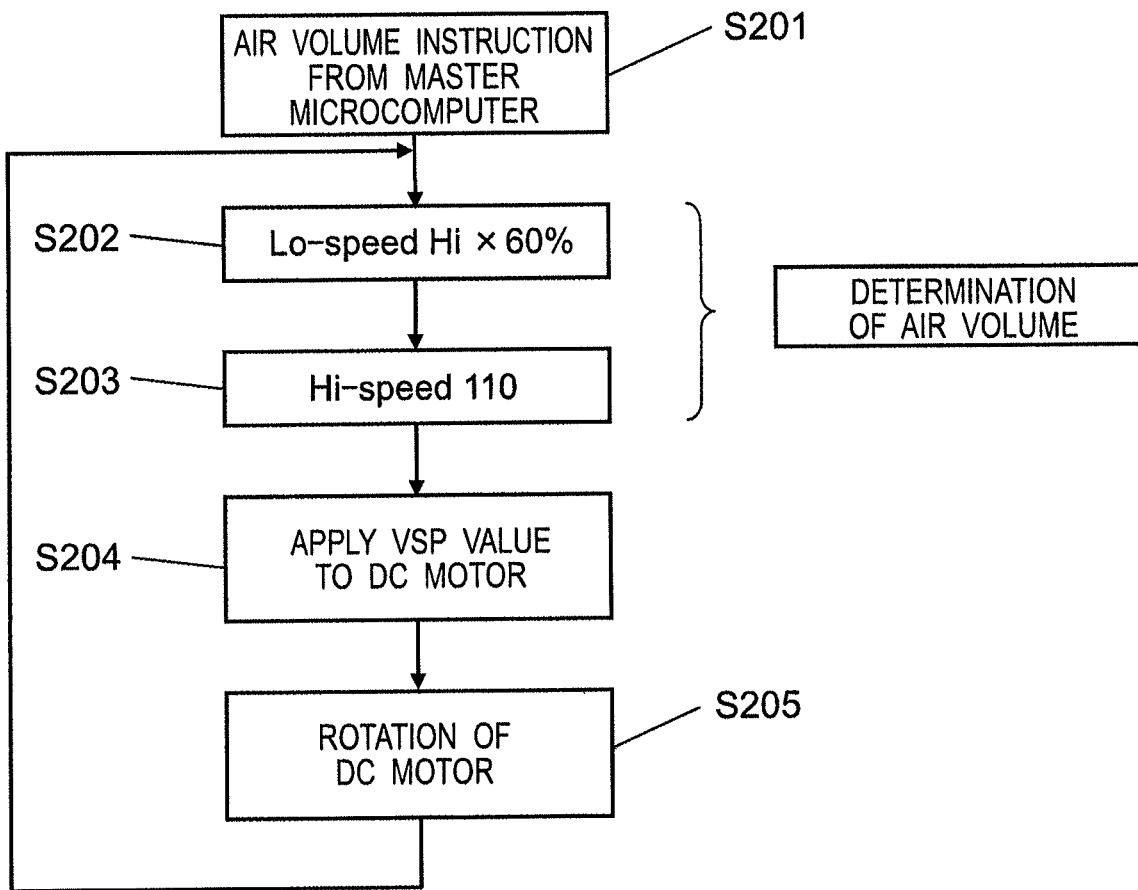 AIR VOLUME INSTRUCTION
FROM MASTER
MICROCOMPUTER
S201
S202
Lo-speed Hi × 60%
DETERMINATION
OF AIR VOLUME
S203
Hi-speed 110
S204
APPLY VSP VALUE
TO DC MOTOR
S205
ROTATION OF
DC MOTOR